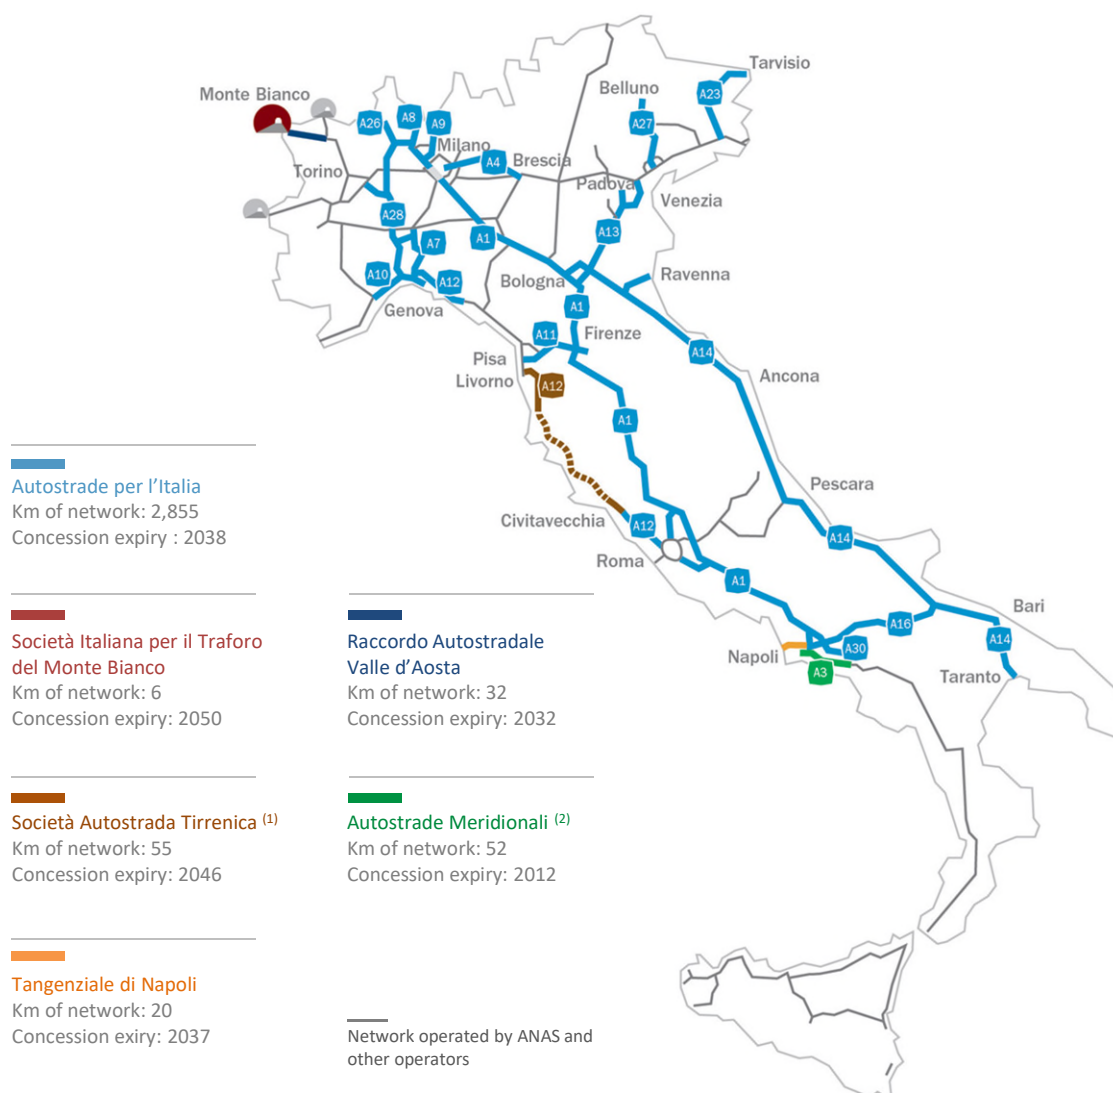 Tarvisio
Belluno
Monte Bianco
A23
A26
A8
A9
A27
Milano
A4
Brescia
Torino
Padova
Venezia
A28
A7
A1
A13
A10
A12
Bologna
Ravenna
Genova
A1
A11
Firenze
A14
Pisa
Livorno
A12
Ancona
A1
Pescara
Civitavecchia
A12
A14
Roma
A1
Bari
A16
A14
Napoli
A30
A3
Taranto
Autostrade per l'Italia
Km of network: 2,855
Concession expiry : 2038
Società Italiana per il Traforo
del Monte Bianco
Km of network: 6
Concession expiry: 2050
Raccordo Autostradale
Valle d'Aosta
Km of network: 32
Concession expiry: 2032
Società Autostrada Tirrenica (1)
Km of network: 55
Concession expiry: 2046
Autostrade Meridionali (2)
Km of network: 52
Concession expiry: 2012
Tangenziale di Napoli
Km of network: 20
Concession exiry: 2037
Network operated by ANAS and
other operators